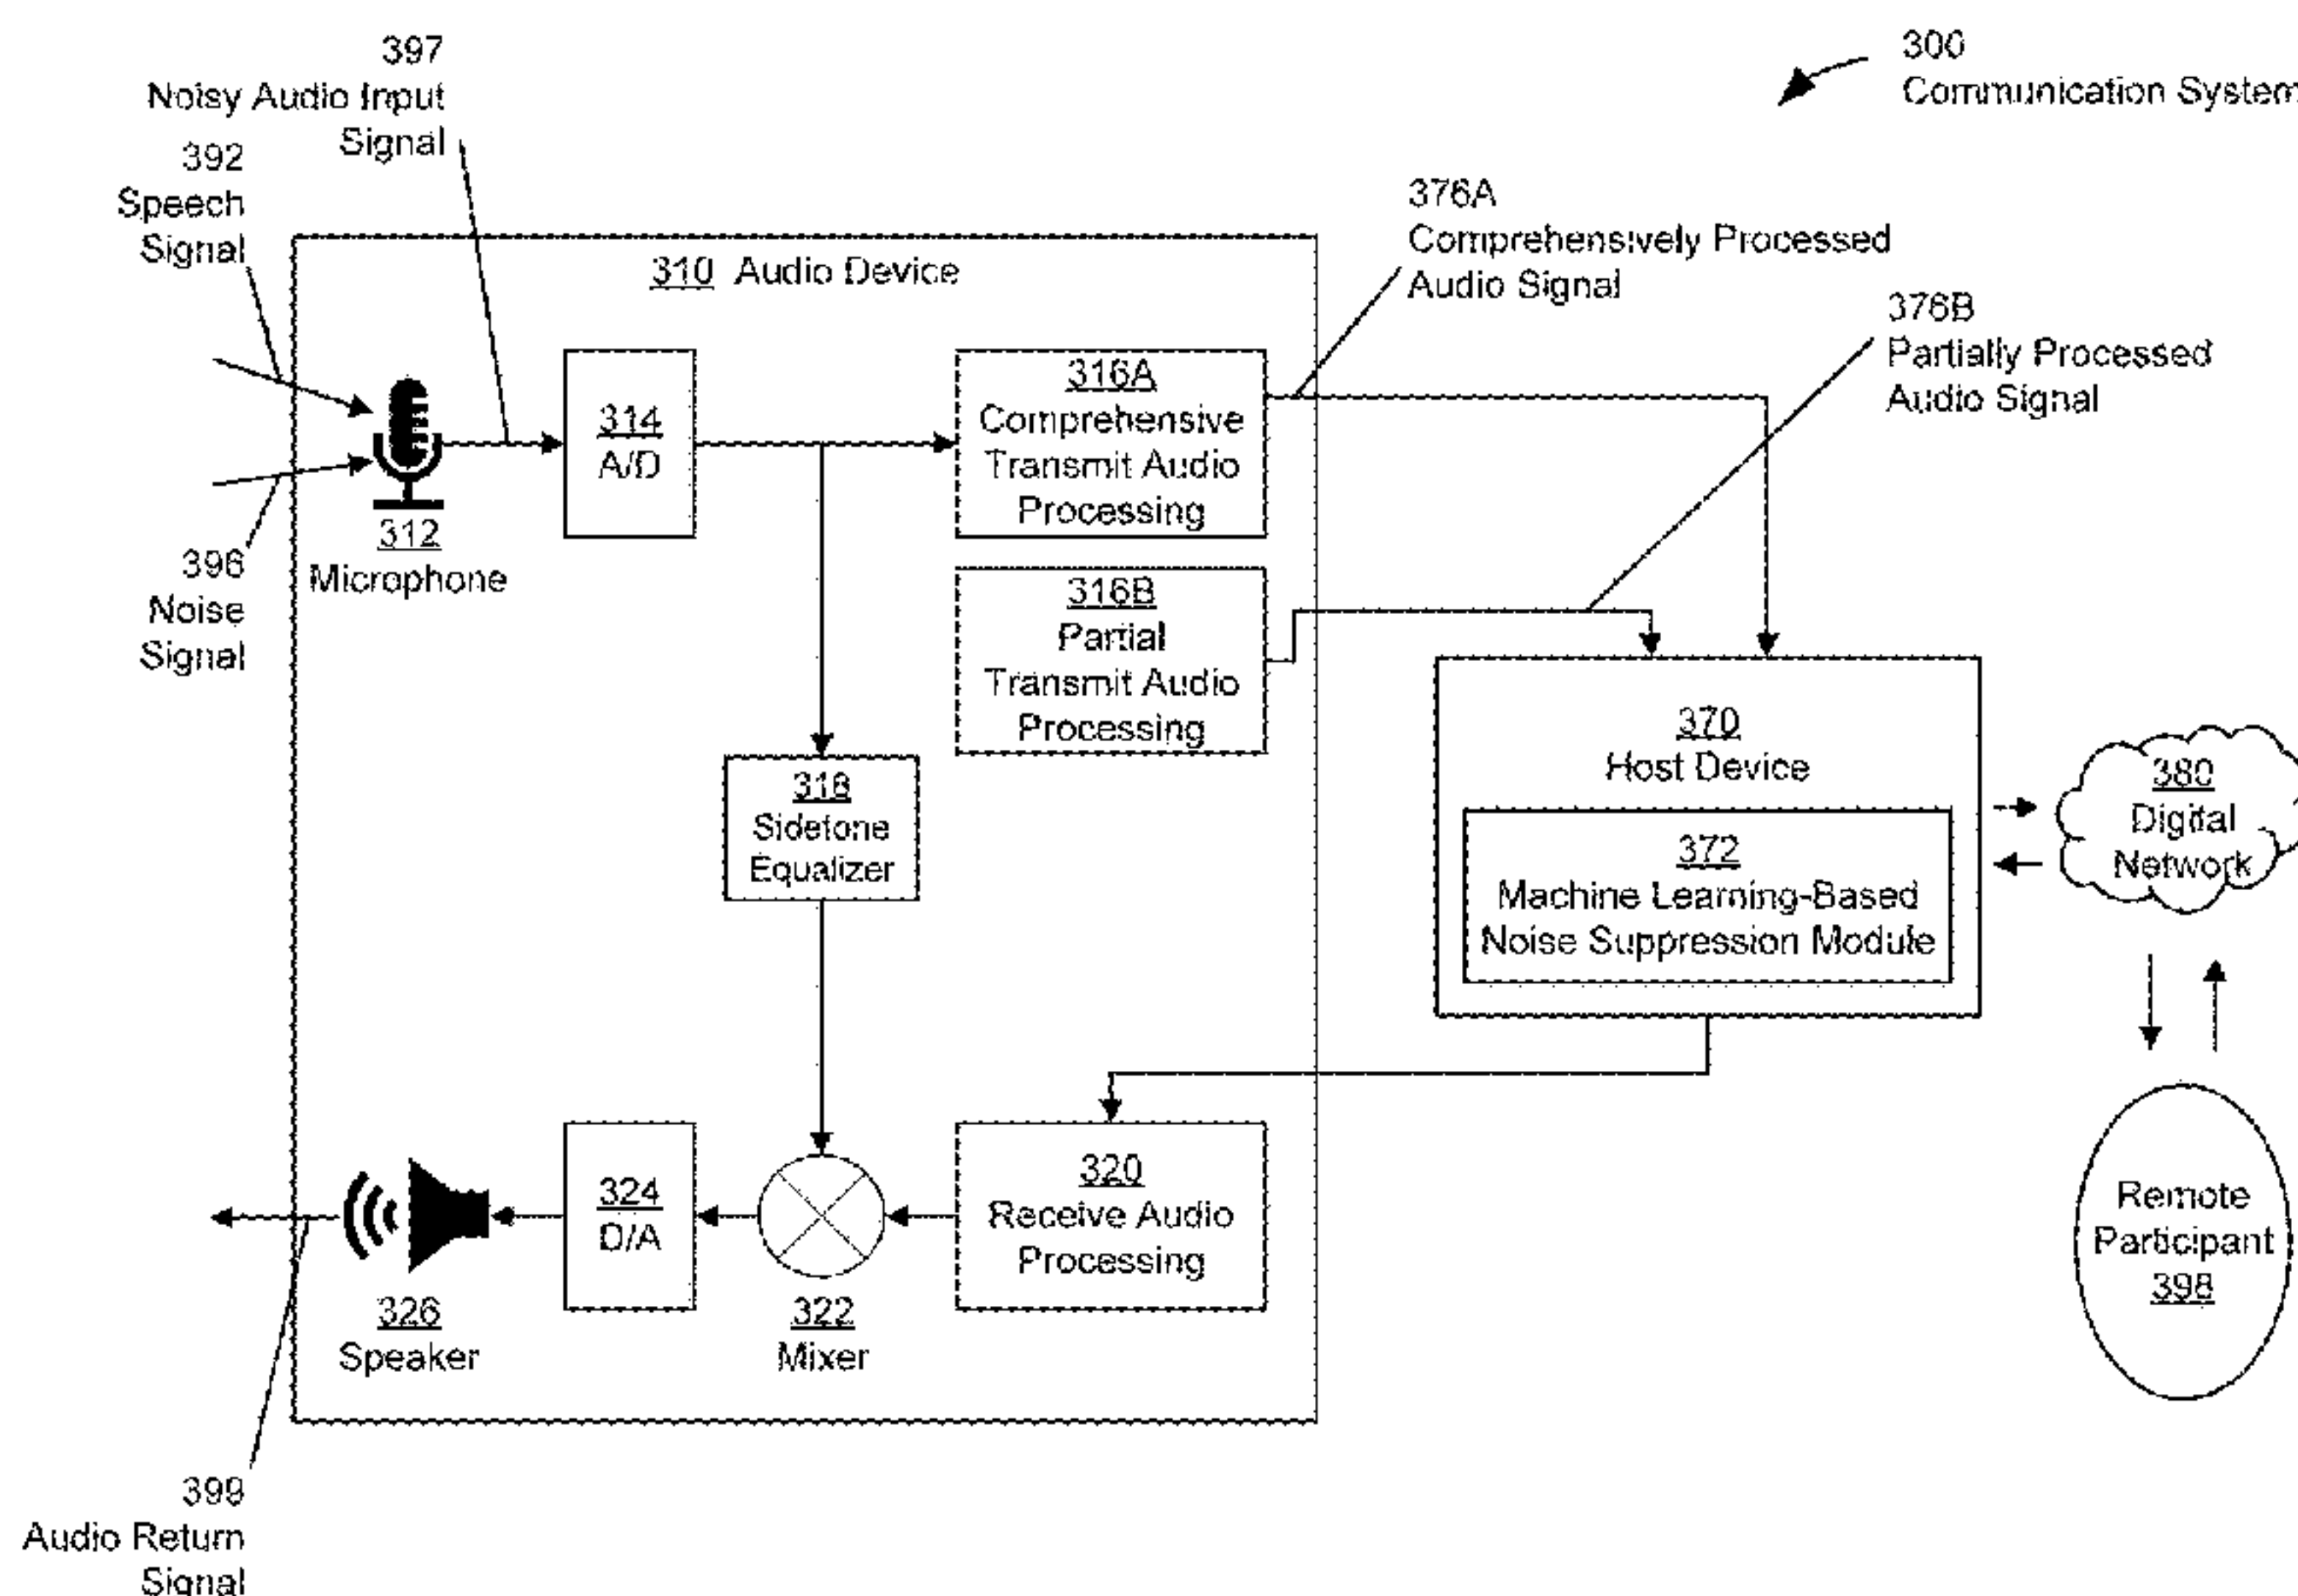 397
Noisy Audio Input
Signal
392
Speech
Signal
300
Communication System
376A
Comprehensively Processed
Audio Signal
376B
Partially Processed
Audio Signal
310 Audio Device
312
Microphone
396
Noise
Signal
314
A/D
316A
Comprehensive
Transmit Audio
Processing
316B
Partial
Transmit Audio
Processing
318
Sidetone
Equalizer
370
Host Device
372
Machine Learning-Based
Noise Suppression Module
380
Digital
Network
326
Speaker
324
D/A
322
Mixer
320
Receive Audio
Processing
Remote
Participant
398
399
Audio Return
Signal